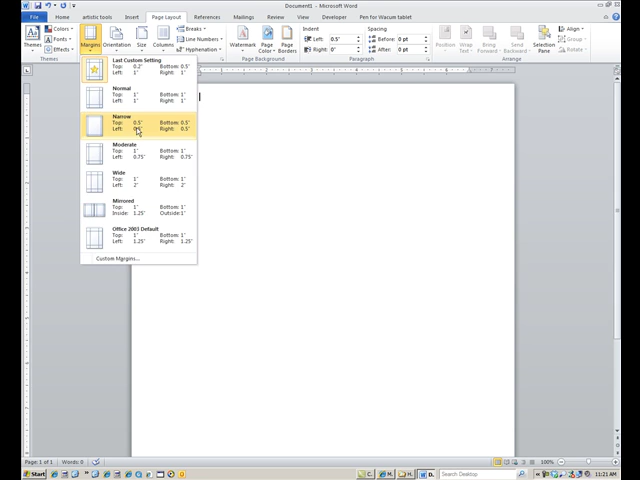 Document1 - Microsoft Word
File Home artistic tools Insert Page Layout References Mailings Review View Developer Pen for Wacum tablet
Themes Colors Fonts Effects Themes
Margins Orientation Size Columns Breaks Line Numbers Hyphenation
Watermark Page Color Page Borders Page Background
Indent Left: 0.5" Right: 0"
Spacing Before: 0 pt After: 0 pt
Paragraph
Position Wrap Text Bring Forward Send Backward Selection Pane Align Group Rotate Arrange
Last Custom Setting
Top: 0.2" Bottom: 0.5"
Left: 1" Right: 1"
Normal
Top: 1" Bottom: 1"
Left: 1" Right: 1"
Narrow
Top: 0.5" Bottom: 0.5"
Left: 0.5" Right: 0.5"
Moderate
Top: 1" Bottom: 1"
Left: 0.75" Right: 0.75"
Wide
Top: 1" Bottom: 1"
Left: 2" Right: 2"
Mirrored
Top: 1" Bottom: 1"
Inside: 1.25" Outside: 1"
Office 2003 Default
Top: 1" Bottom: 1"
Left: 1.25" Right: 1.25"
Custom Margins...
Page: 1 of 1 Words: 0 100%
Start C. M. H. D. Search Desktop 11:21 AM